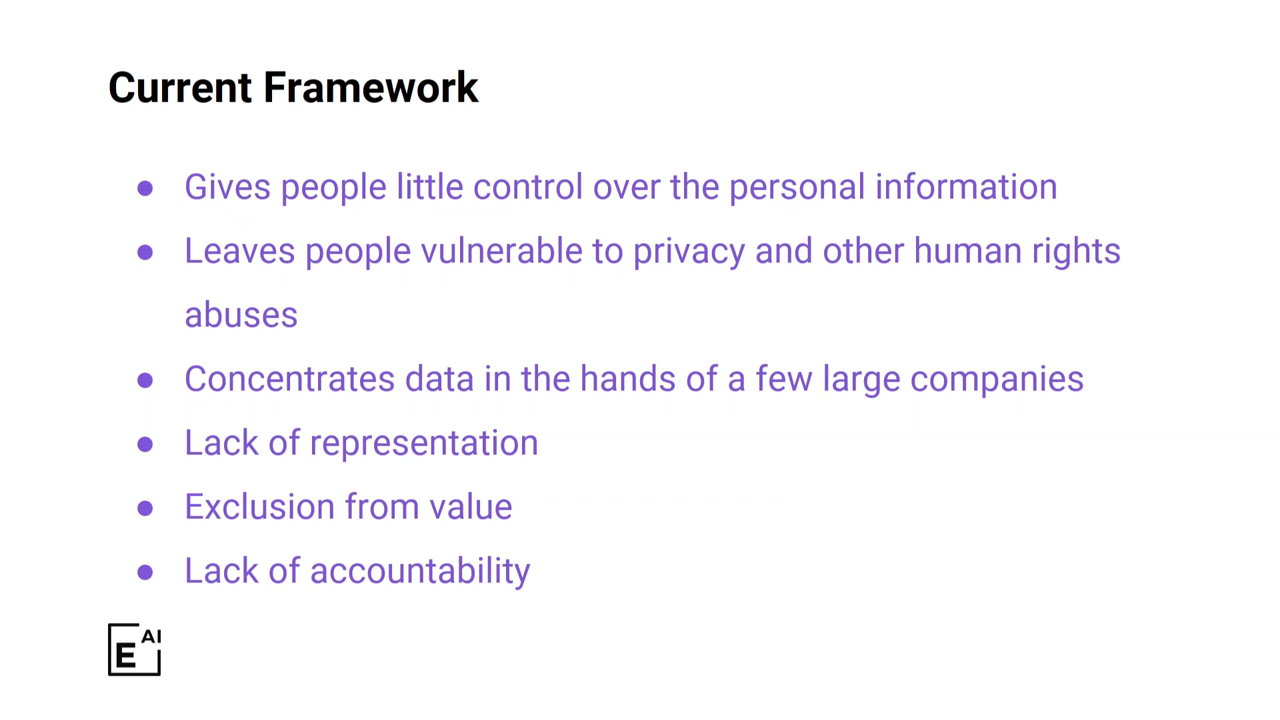 Current Framework
● Gives people little control over the personal information
● Leaves people vulnerable to privacy and other human rights
abuses
● Concentrates data in the hands of a few large companies
● Lack of representation
● Exclusion from value
● Lack of accountability
E AI